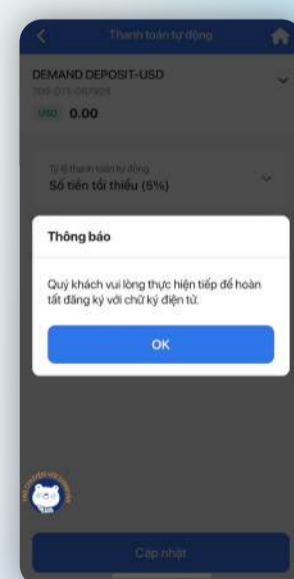 Thanh toán tự động
DEMAND DEPOSIT-USD
USD 0.00
Tỷ lệ thanh toán tự động
Số tiền tối thiểu (5%)
Thông báo
Quý khách vui lòng thực hiện tiếp để hoàn
tất đăng ký với chữ ký điện tử.
OK
Cập nhật